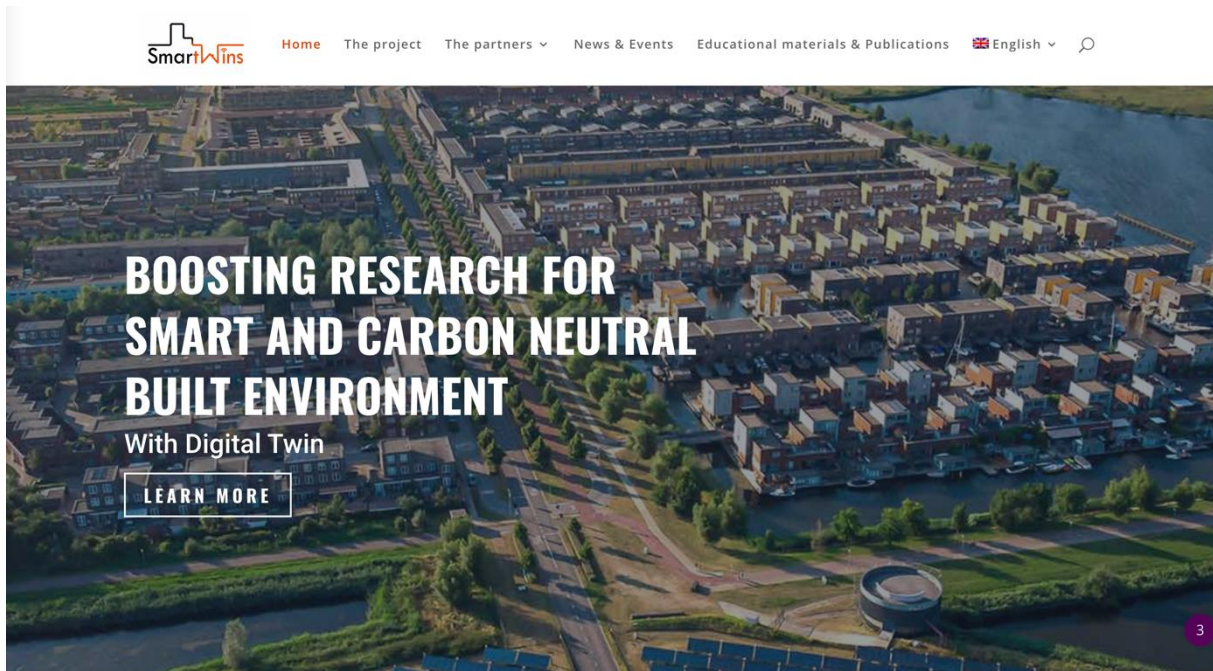 SmartWins
Home
The project
The partners
News & Events
Educational materials & Publications
English
BOOSTING RESEARCH FOR
SMART AND CARBON NEUTRAL
BUILT ENVIRONMENT
With Digital Twin
LEARN MORE
3